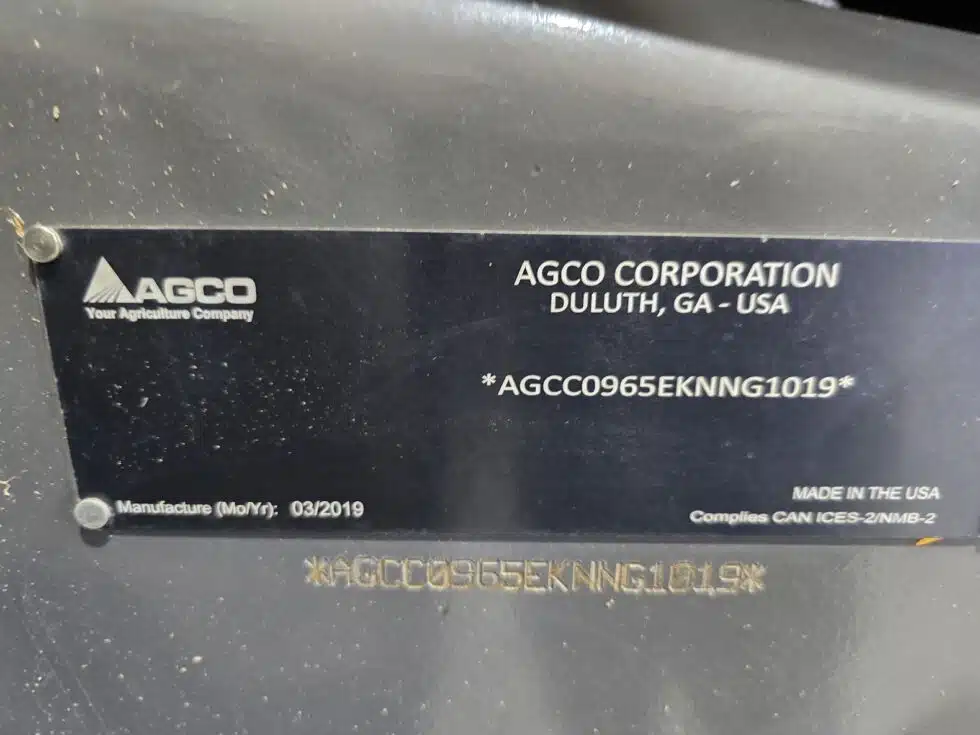 AGCO
Your Agriculture Company
AGCO CORPORATION
DULUTH, GA - USA
*AGCC0965EKNNG1019*
Manufacture (Mo/Yr): 03/2019
MADE IN THE USA
Complies CAN ICES-2/NMB-2
*AGCC0965EKNNG1019*